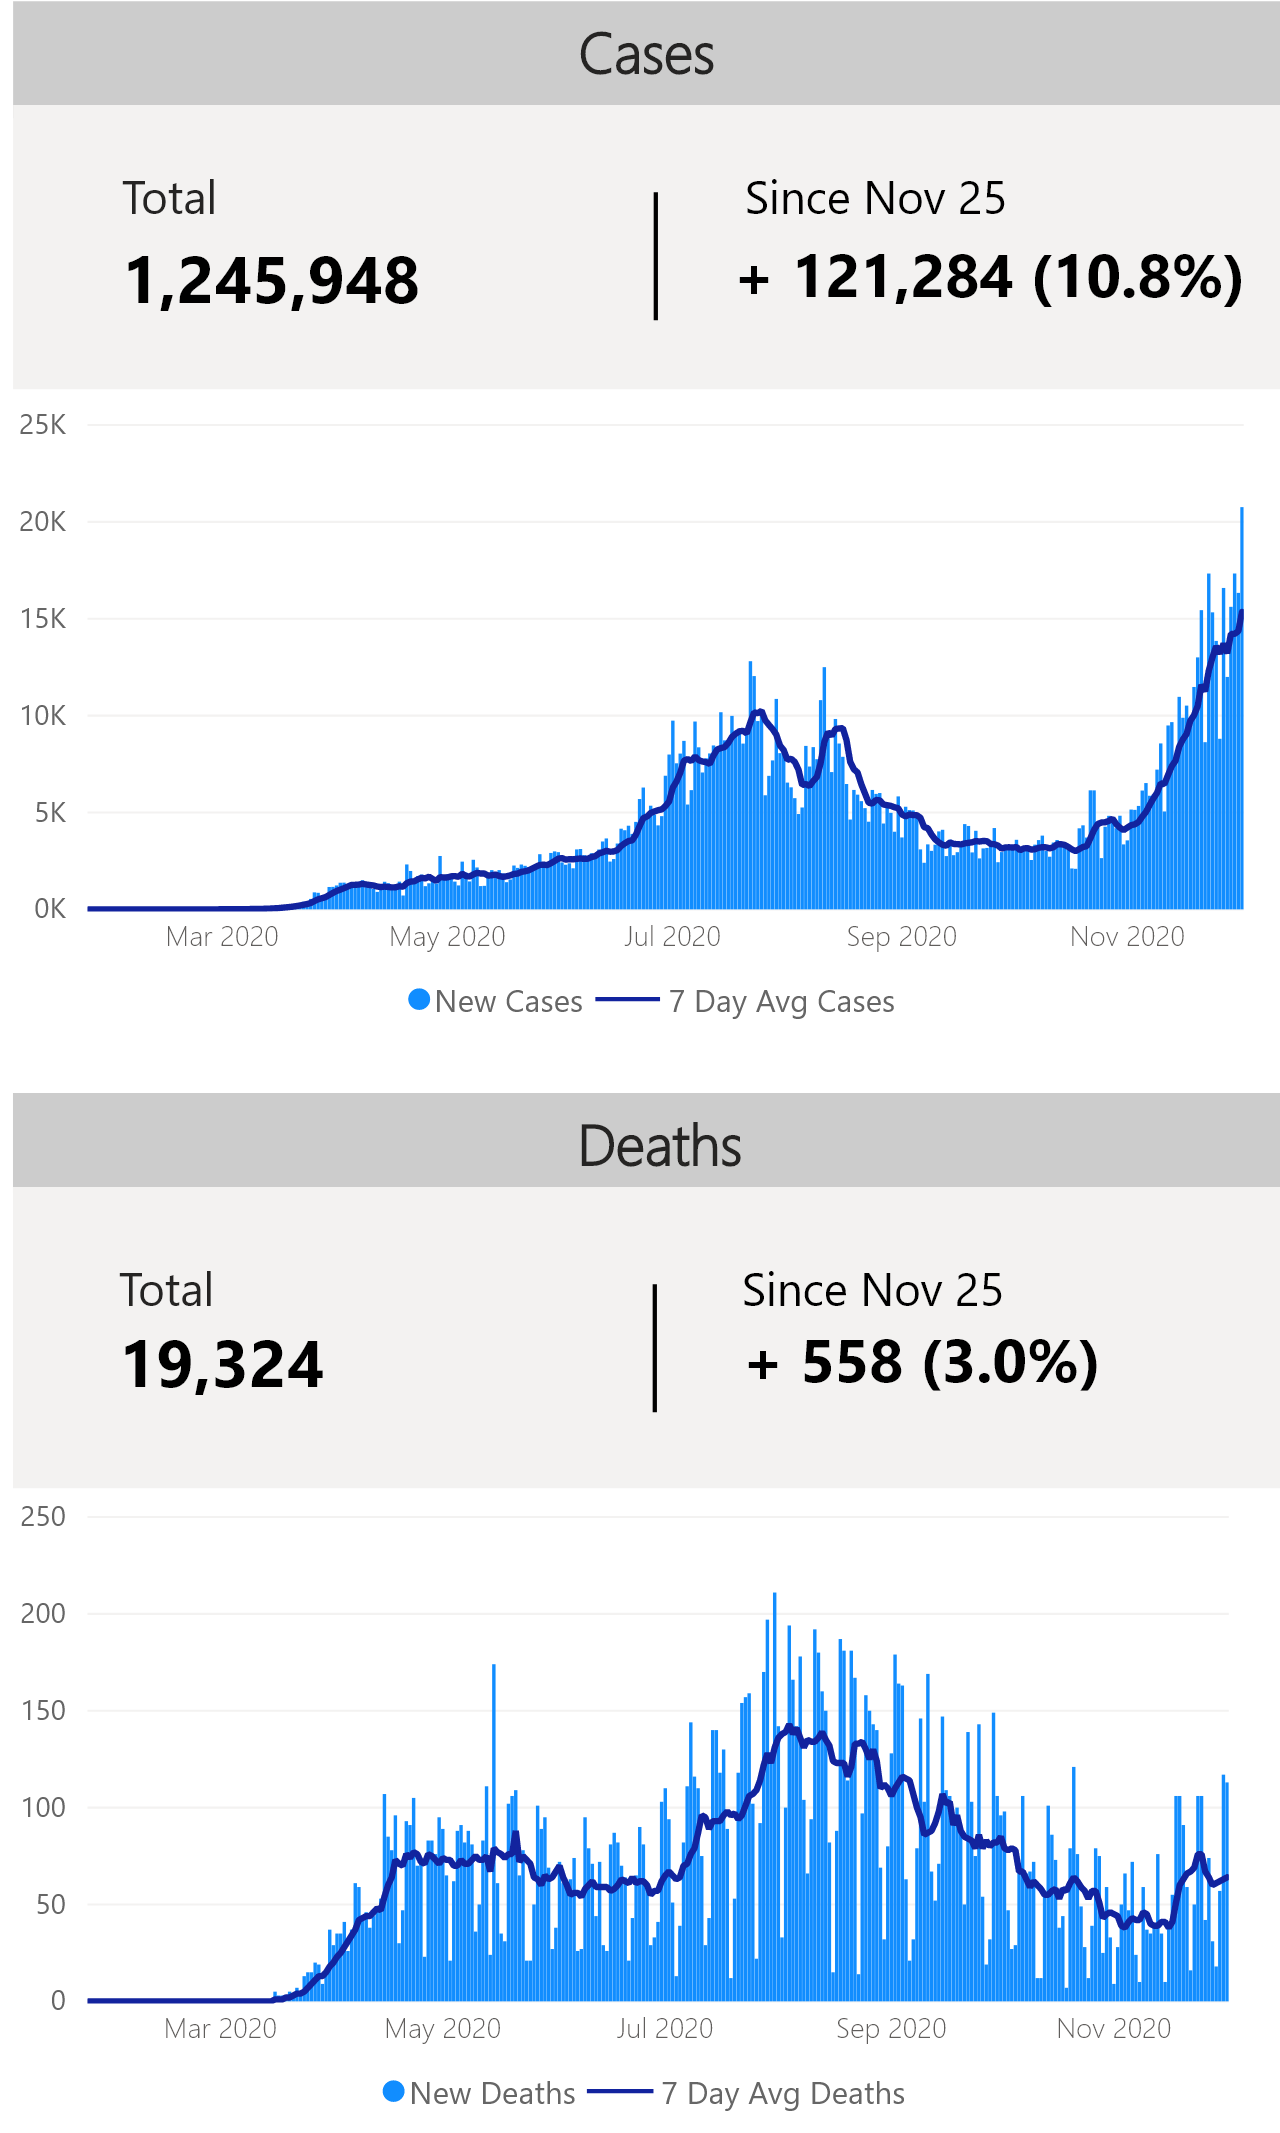 Cases
Total
Since Nov 25
1,245,948
+ 121,284 (10.8%)
25K
20K
15K
10K
5K
0K
Mar 2020 May 2020 Jul 2020 Sep 2020 Nov 2020
New Cases 7 Day Avg Cases
Deaths
Total
Since Nov 25
19,324
+ 558 (3.0%)
250
200
150
100
50
0
Mar 2020 May 2020 Jul 2020 Sep 2020 Nov 2020
New Deaths 7 Day Avg Deaths